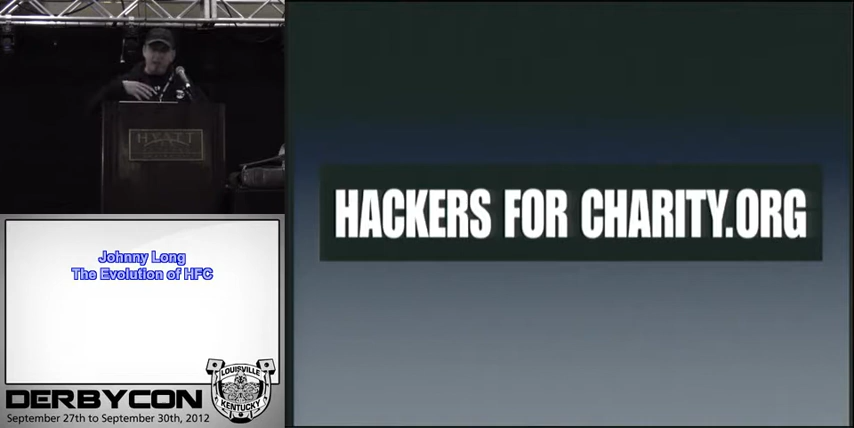 HYATT
Johnny Long
The Evolution of HFC
DERBYCON
September 27th to September 30th, 2012
LOUISVILLE
KENTUCKY
HACKERS FOR CHARITY.ORG